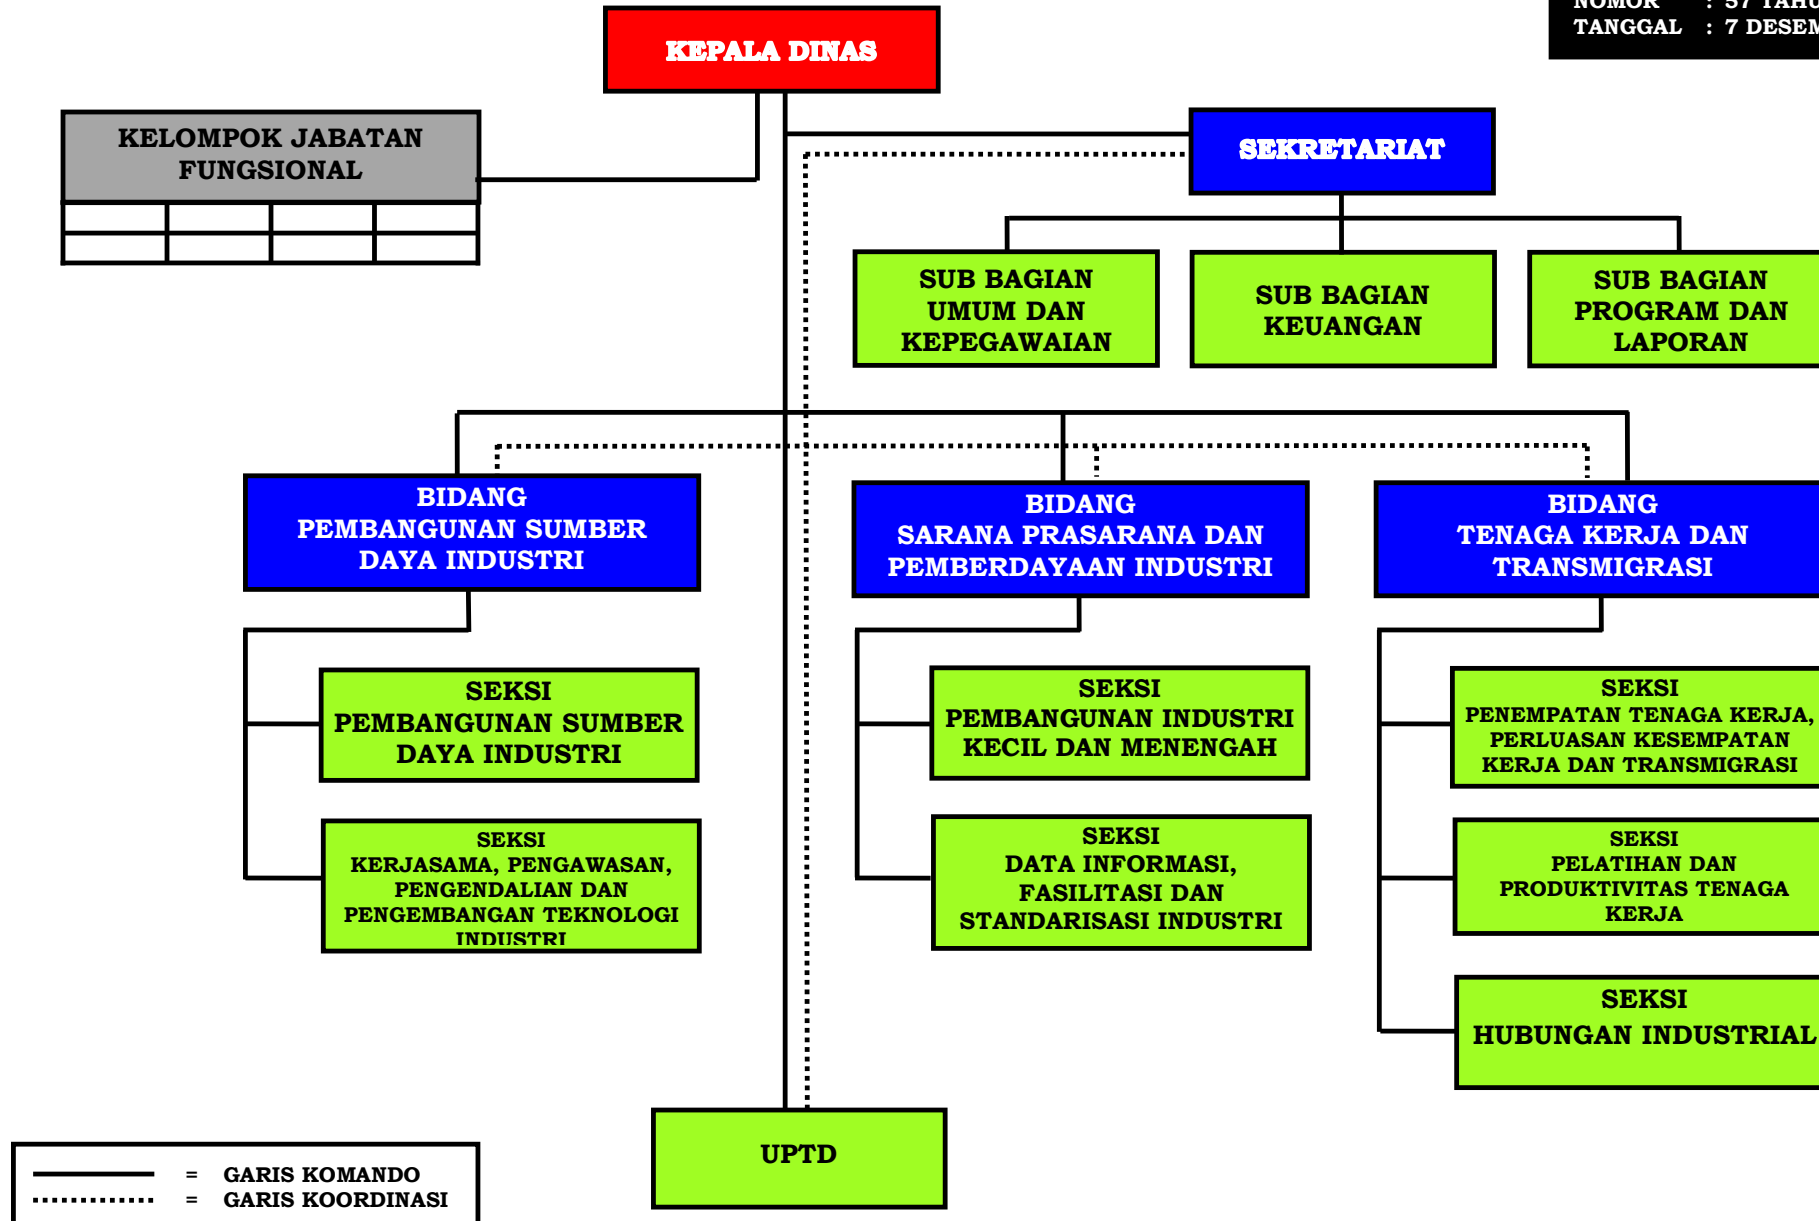 NOMOR : 57
TANGGAL : 7
KEPALA DINAS
KELOMPOK JABATAN
FUNGSIONAL
SEKRETARIAT
SUB BAGIAN
UMUM DAN
KEPEGAWAIAN
SUB BAGIAN
KEUANGAN
SUB BAGIAN
PROGRAM DAN
LAPORAN
BIDANG
PEMBANGUNAN SUMBER
DAYA INDUSTRI
BIDANG
SARANA PRASARANA DAN
PEMBERDAYAAN INDUSTRI
BIDANG
TENAGA KERJA DAN
TRANSMIGRASI
SEKSI
PEMBANGUNAN SUMBER
DAYA INDUSTRI
SEKSI
PEMBANGUNAN INDUSTRI
KECIL DAN MENENGAH
SEKSI
PENEMPATAN TENAGA KERJA,
PERLUASAN KESEMPATAN
KERJA DAN TRANSMIGRASI
SEKSI
KERJASAMA, PENGAWASAN,
PENGENDALIAN DAN
PENGEMBANGAN TEKNOLOGI
INDUSTRI
SEKSI
DATA INFORMASI,
FASILITASI DAN
STANDARISASI INDUSTRI
SEKSI
PELATIHAN DAN
PRODUKTIVITAS TENAGA
KERJA
SEKSI
HUBUNGAN INDUSTRIAL
UPTD
= GARIS KOMANDO
= GARIS KOORDINASI